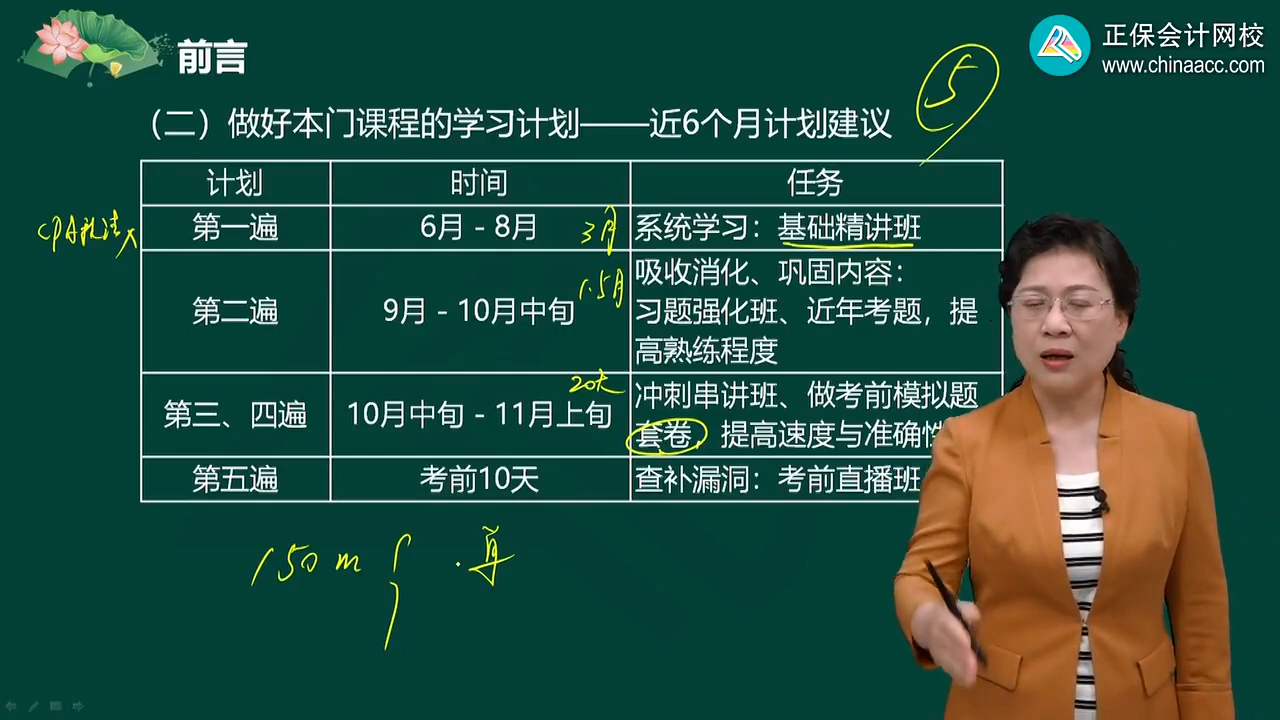 前言
正保会计网校
www.chinaacc.com
5
（二）做好本门课程的学习计划——近6个月计划建议
计划 时间 任务
CPA税法
第一遍 6月 - 8月 3月 系统学习：基础精讲班
第二遍 9月 - 10月中旬 1.5月 吸收消化、巩固内容：
习题强化班、近年考题，提
高熟练程度
第三、四遍 10月中旬 - 11月上旬 20天 冲刺串讲班、做考前模拟题
套卷，提高速度与准确性
第五遍 考前10天 查补漏洞：考前直播班
150m